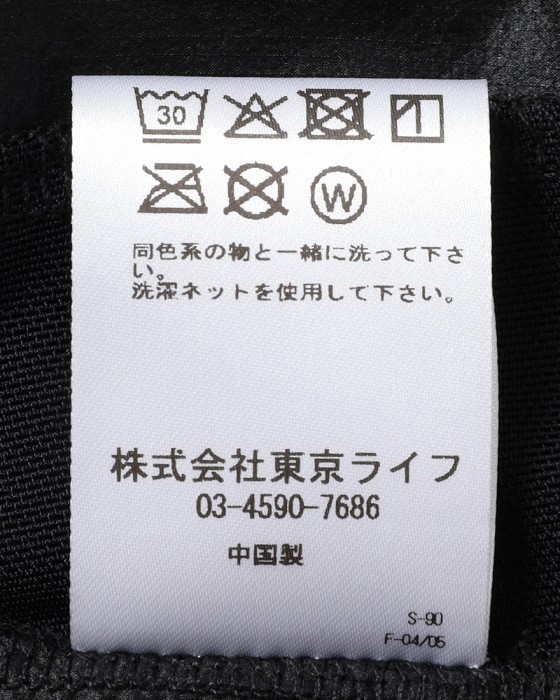 30
W
同色系の物と一緒に洗って下さ
い。
洗濯ネットを使用して下さい。
株式会社東京ライフ
03-4590-7686
中国製
S-90
F-04/05